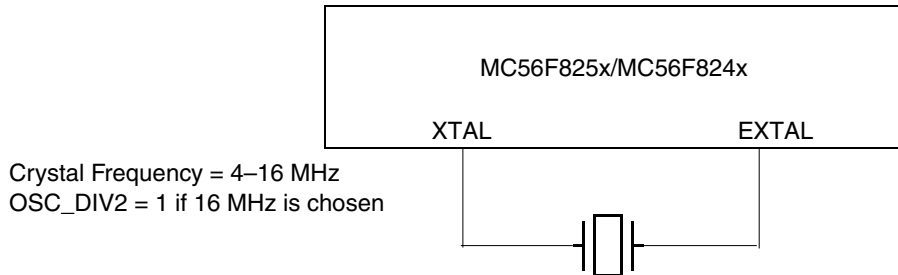 MC56F825x/MC56F824x
XTAL EXTAL
Crystal Frequency = 4–16 MHz
OSC_DIV2 = 1 if 16 MHz is chosen